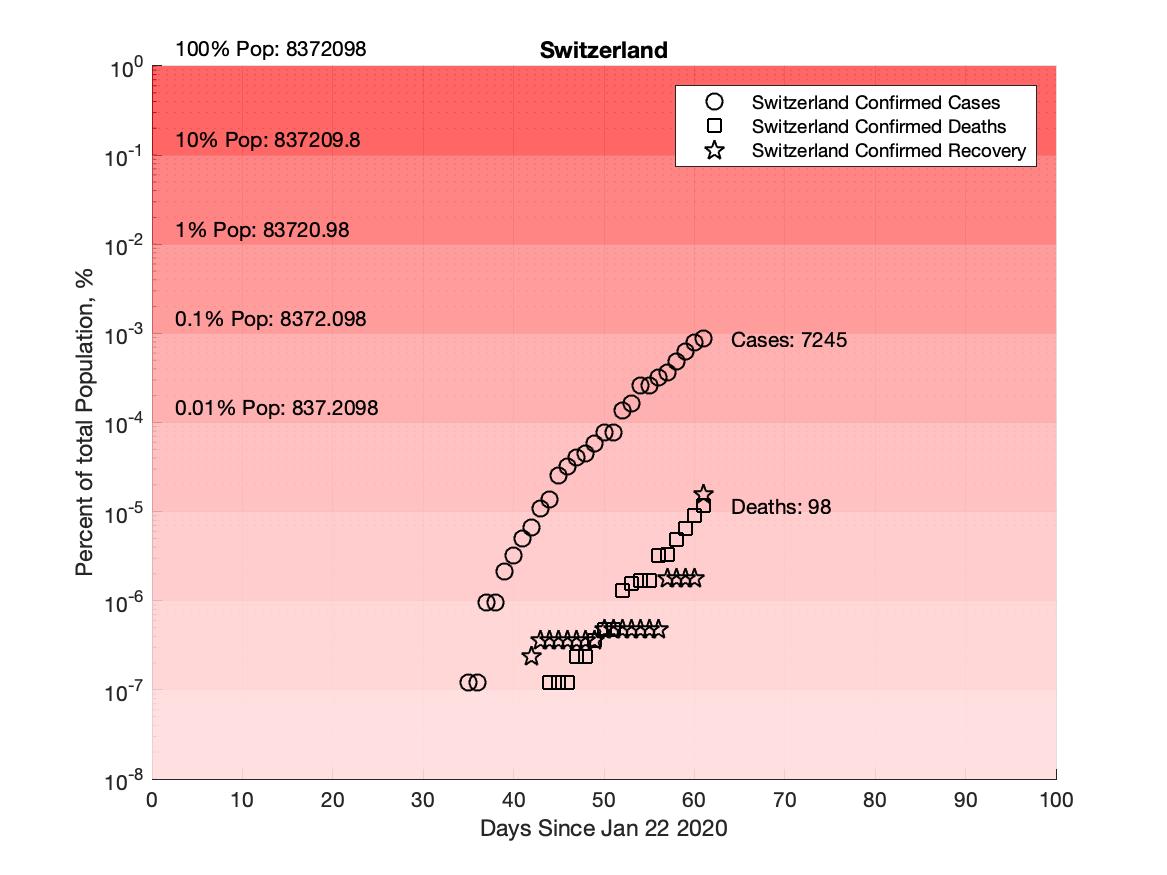 Switzerland
100% Pop: 8372098
10% Pop: 837209.8
1% Pop: 83720.98
0.1% Pop: 8372.098
0.01% Pop: 837.2098
Switzerland Confirmed Cases
Switzerland Confirmed Deaths
Switzerland Confirmed Recovery
Cases: 7245
Deaths: 98
Percent of total Population, %
10^0
10^-1
10^-2
10^-3
10^-4
10^-5
10^-6
10^-7
10^-8
0 10 20 30 40 50 60 70 80 90 100
Days Since Jan 22 2020